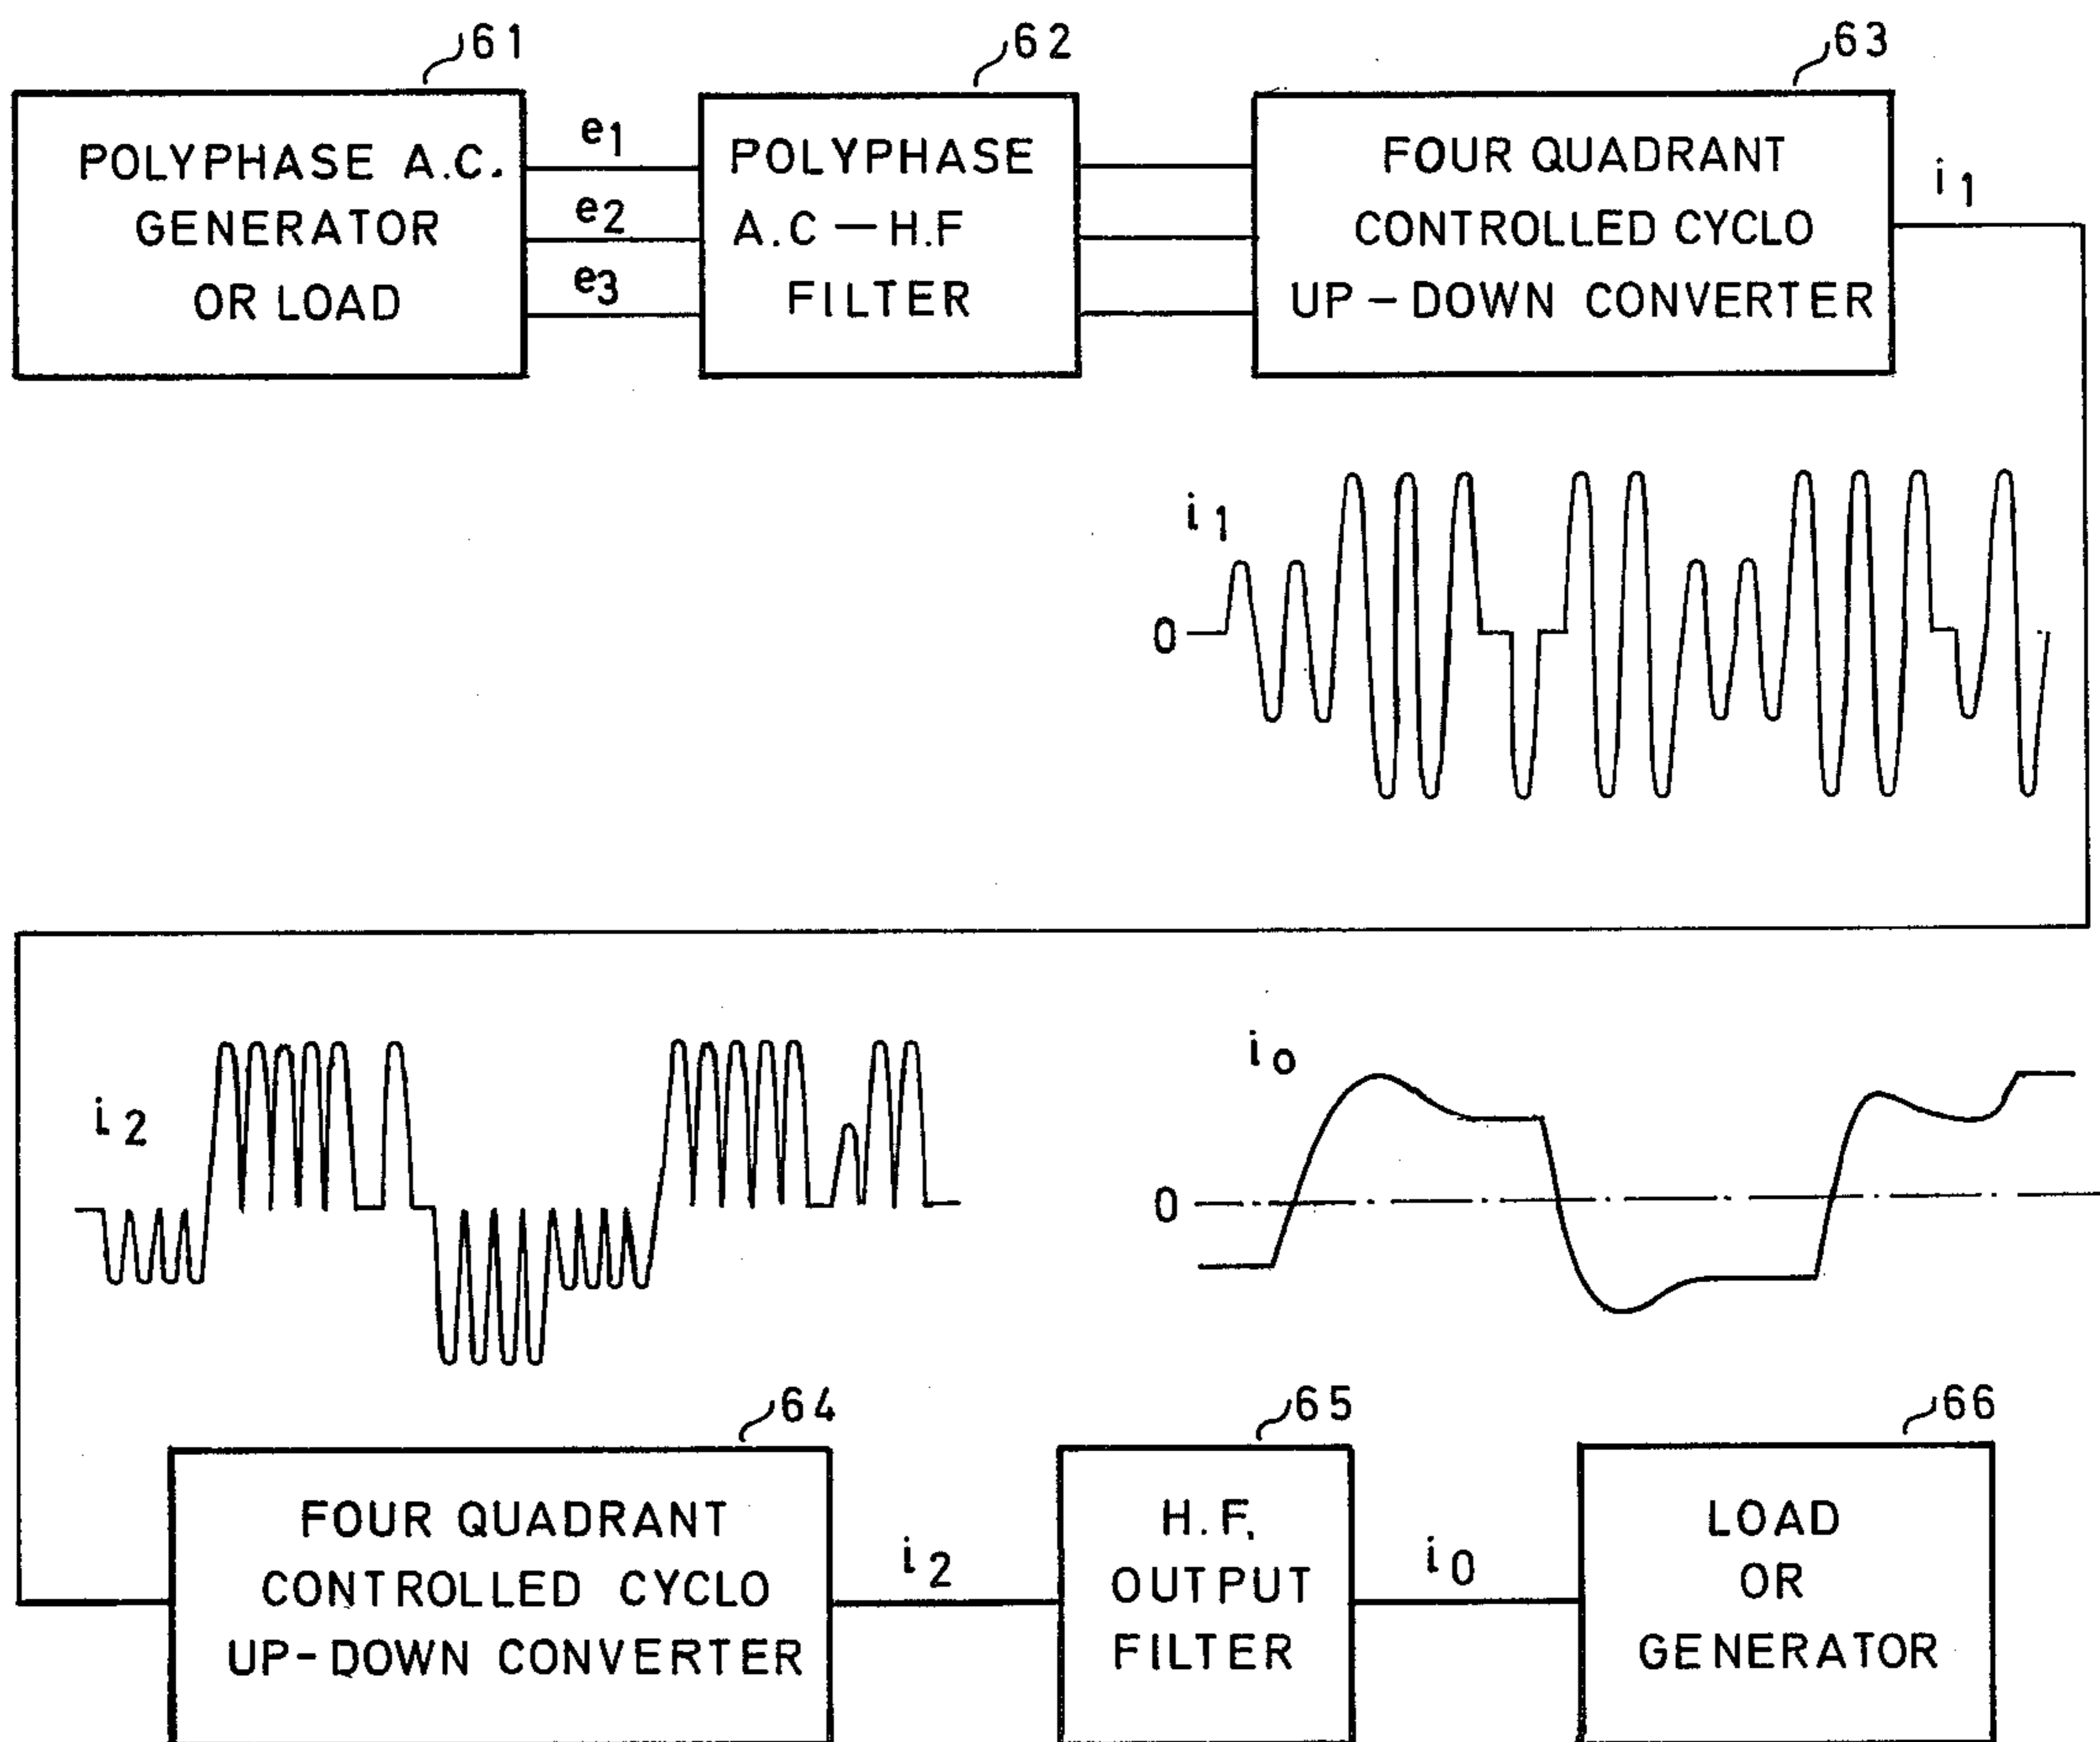 61
62
63
POLYPHASE A.C.
GENERATOR
OR LOAD
e1
e2
e3
POLYPHASE
A.C — H.F
FILTER
FOUR QUADRANT
CONTROLLED CYCLO
UP-DOWN CONVERTER
i1
i1
0
i2
io
0
64
65
66
FOUR QUADRANT
CONTROLLED CYCLO
UP-DOWN CONVERTER
i2
H.F.
OUTPUT
FILTER
i0
LOAD
OR
GENERATOR